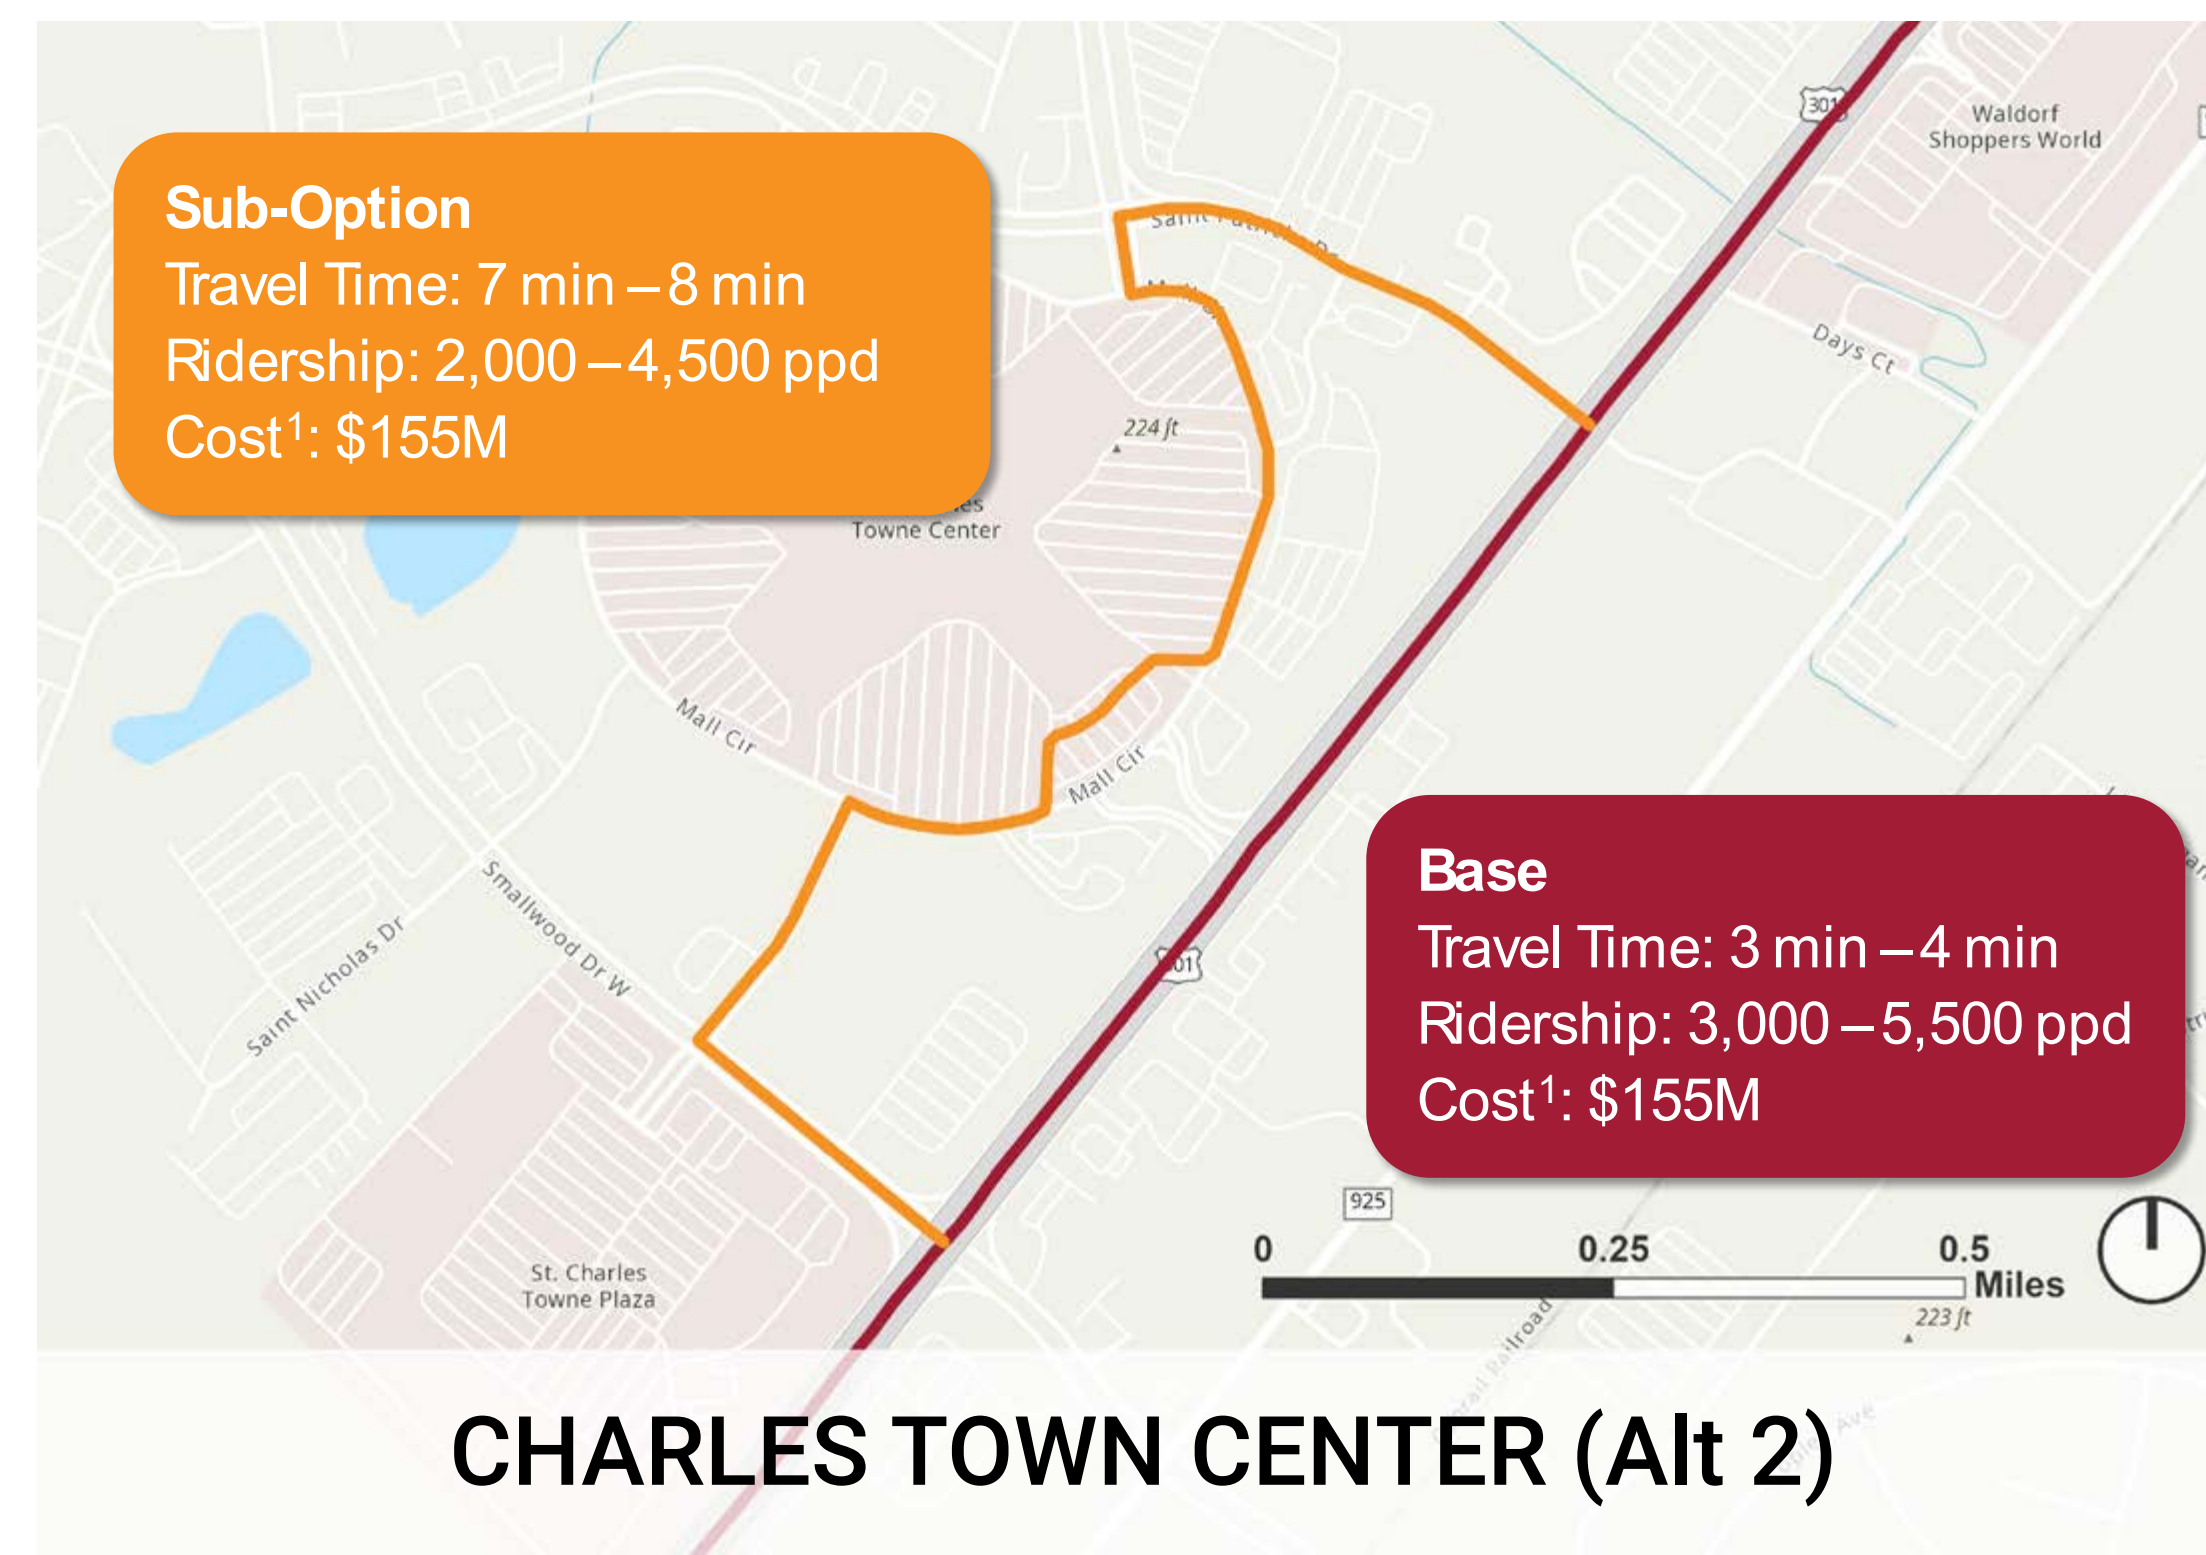 301
Waldorf
Shoppers World
Sub-Option
Travel Time: 7 min – 8 min
Ridership: 2,000 – 4,500 ppd
Cost¹: $155M
Days Ct
224 ft
Towne Center
Mall Cir
Mall Cir
Smallwood Dr W
Saint Nicholas Dr
Base
Travel Time: 3 min – 4 min
Ridership: 3,000 – 5,500 ppd
Cost¹: $155M
925
0 0.25 0.5
Miles
223 ft
St. Charles
Towne Plaza
Railroad
Ave
CHARLES TOWN CENTER (Alt 2)